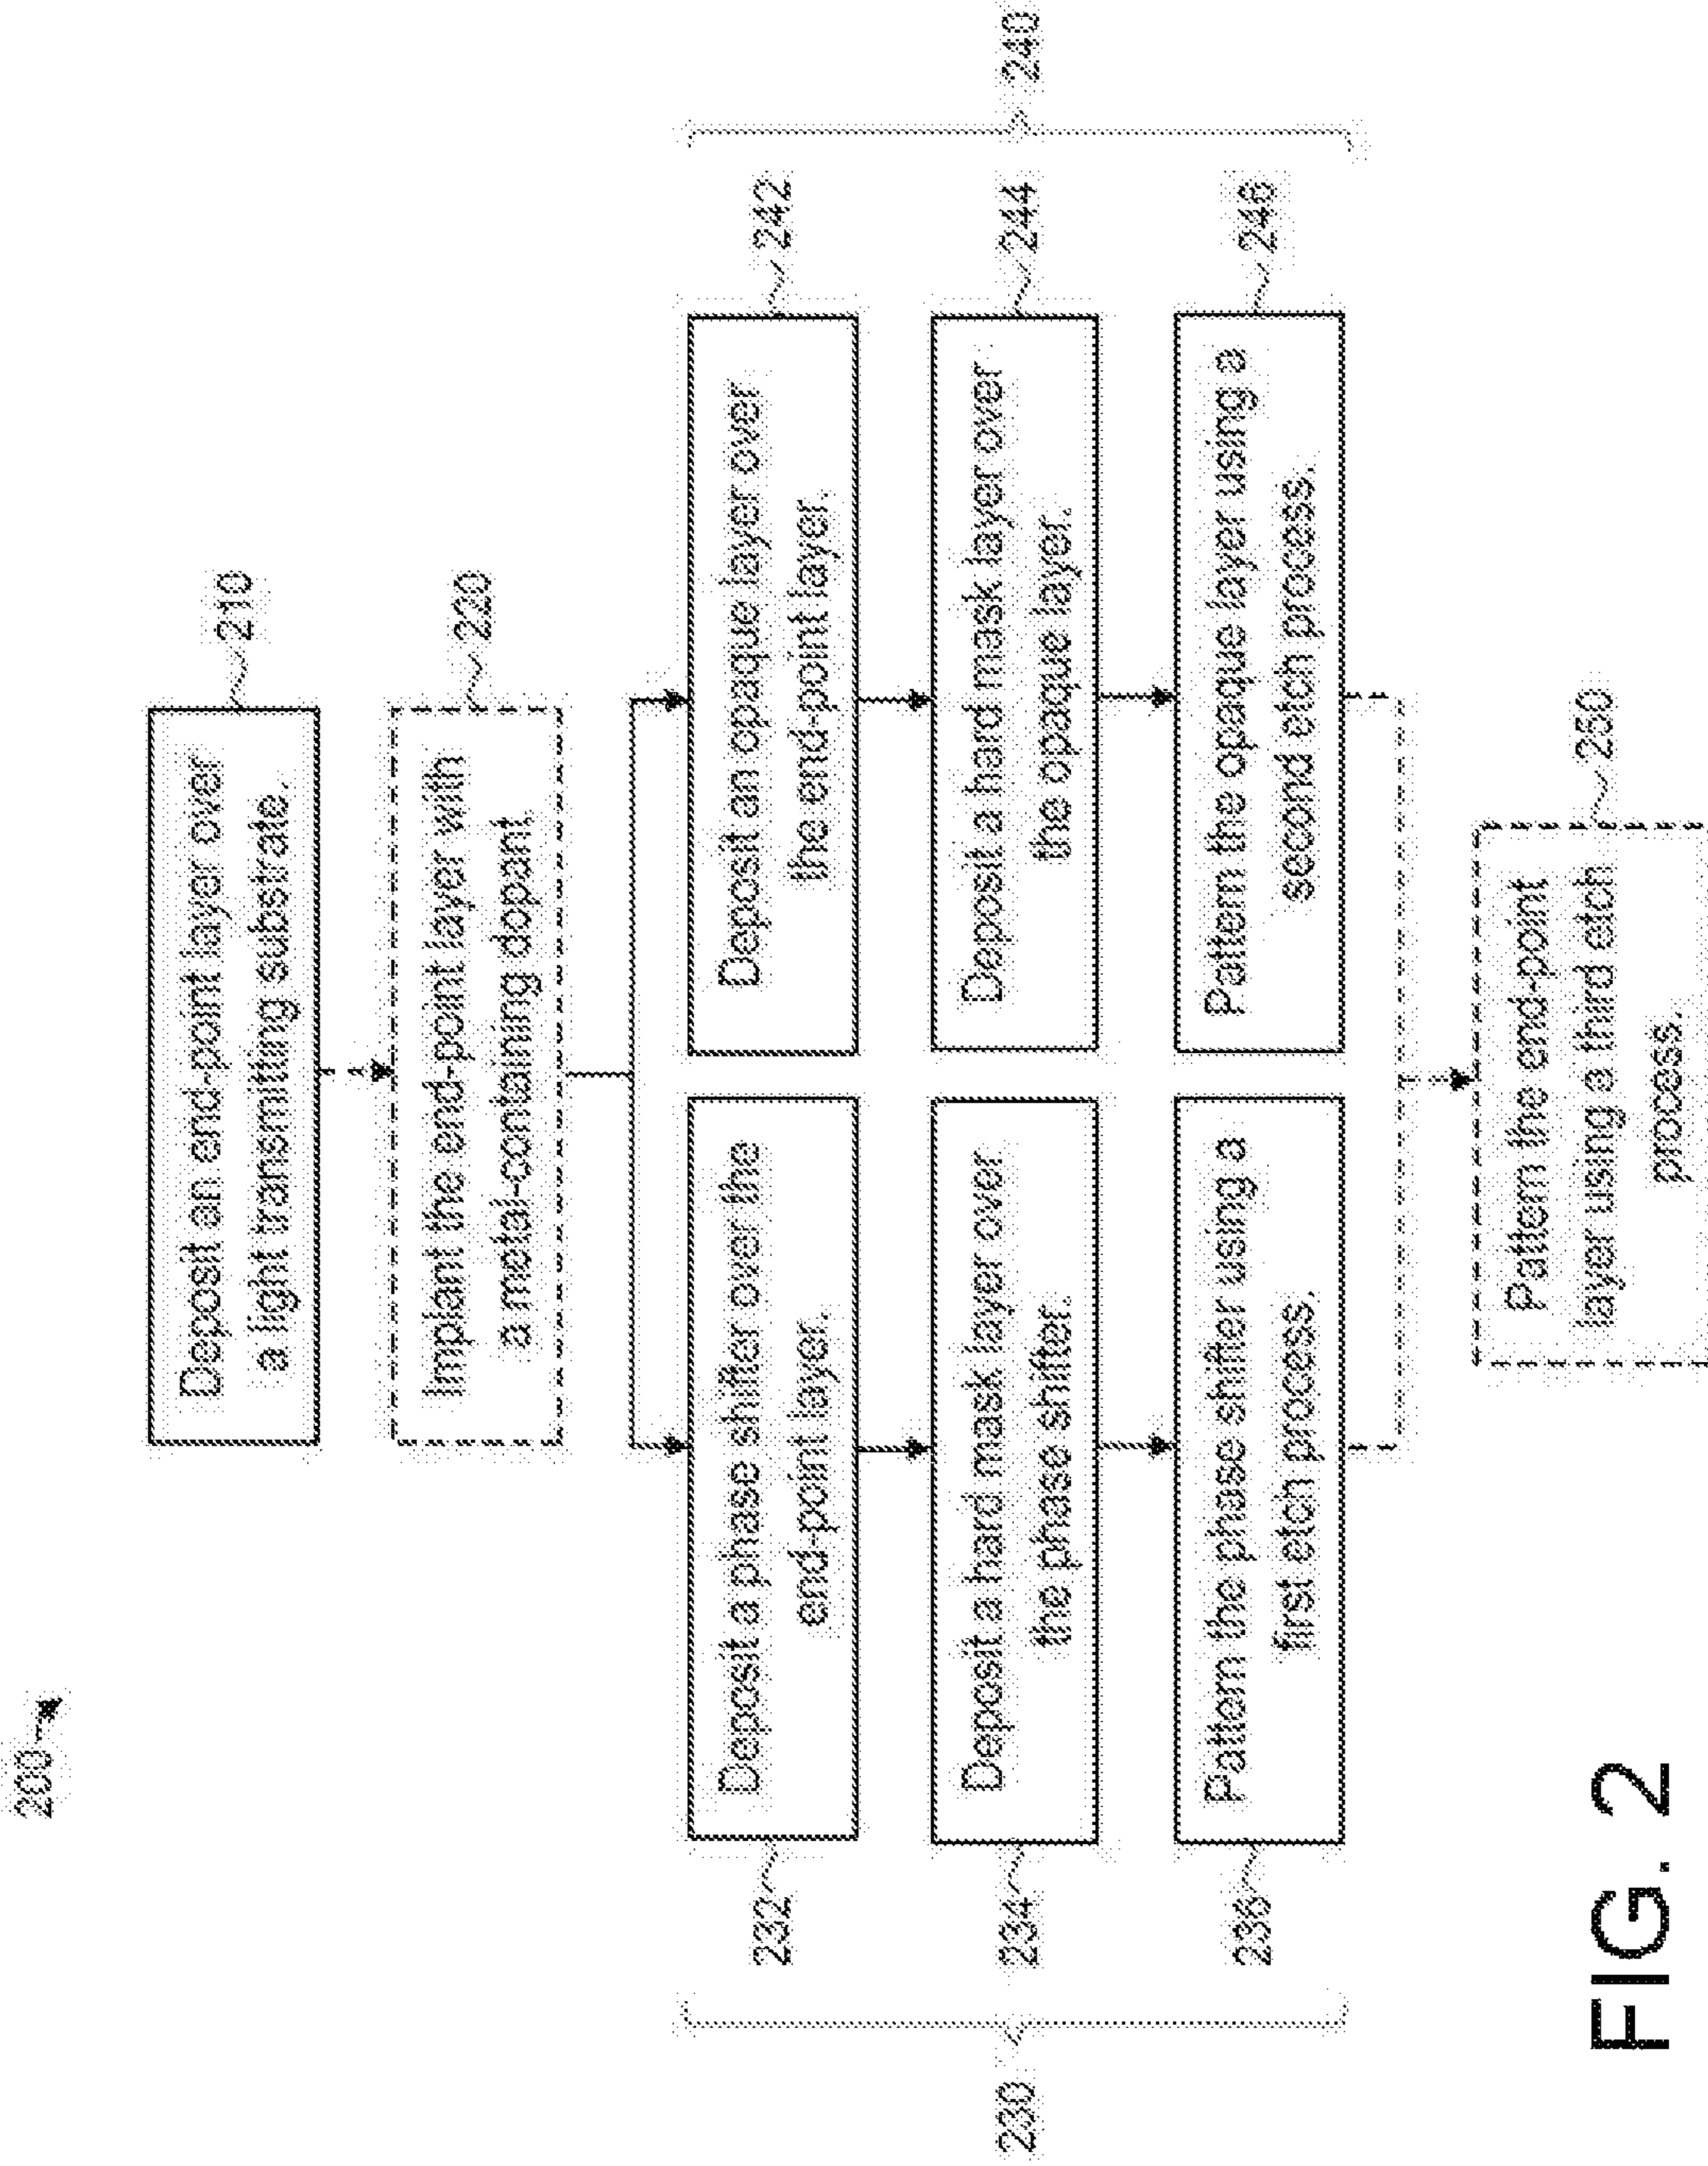 200
Deposit an end-point layer over
a light transmitting substrate.
210
Implant the end-point layer with
a metal-containing dopant.
220
230
232
Deposit a phase shifter over the
end-point layer.
234
Deposit a hard mask layer over
the phase shifter.
236
Pattern the phase shifter using a
first etch process.
Deposit an opaque layer over
the end-point layer.
242
Deposit a hard mask layer over
the opaque layer.
244
Pattern the opaque layer using a
second etch process.
246
240
Pattern the end-point
layer using a third etch
process.
250
FIG. 2